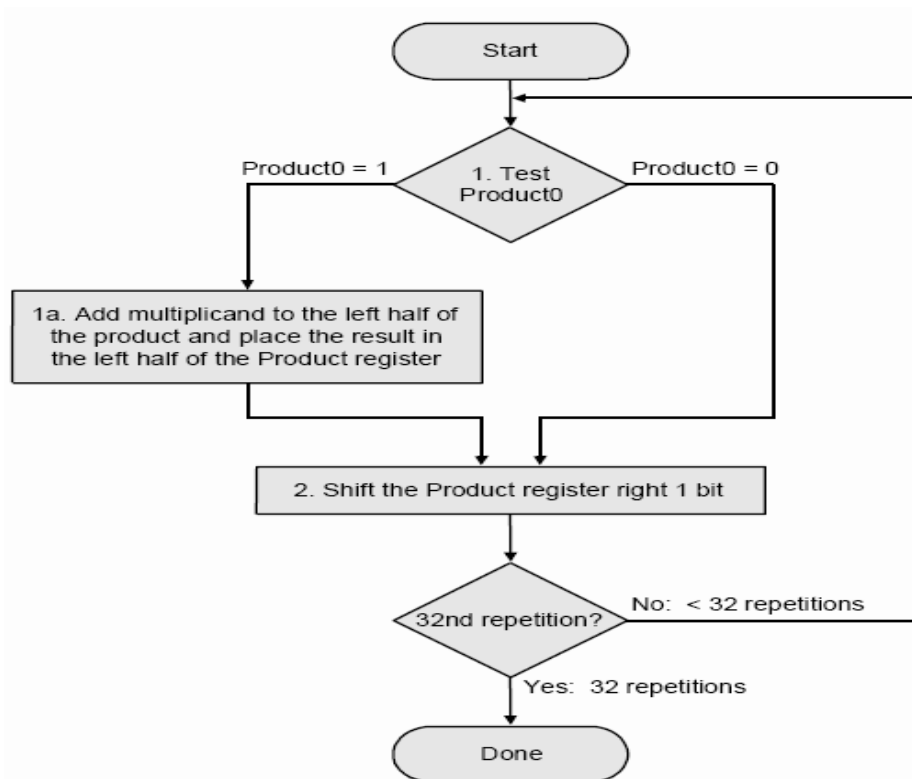 Start
Product0 = 1
1. Test
Product0
Product0 = 0
1a. Add multiplicand to the left half of
the product and place the result in
the left half of the Product register
2. Shift the Product register right 1 bit
32nd repetition?
No:  < 32 repetitions
Yes:  32 repetitions
Done